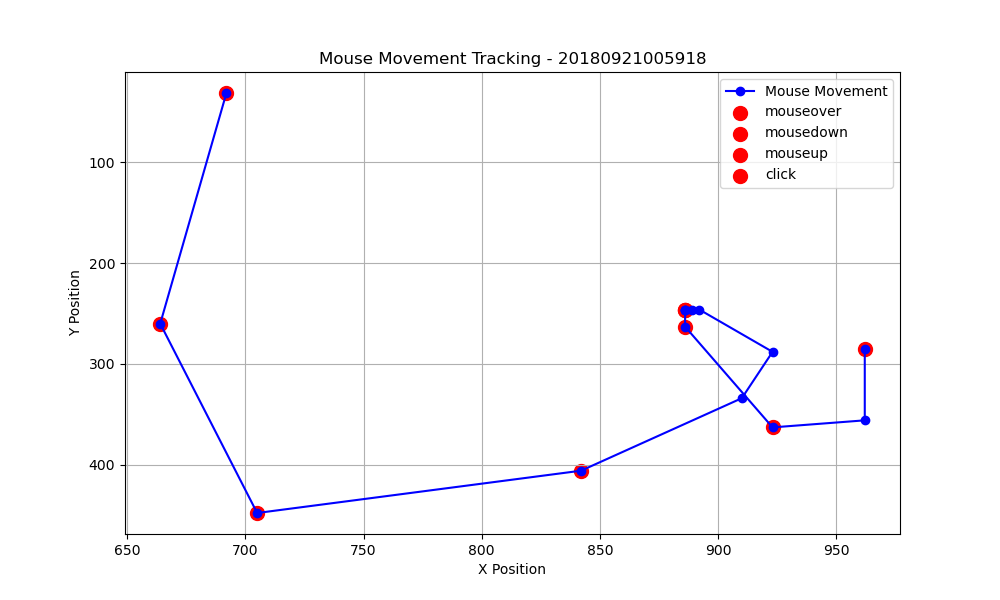 Mouse Movement Tracking - 20180921005918
Mouse Movement
mouseover
mousedown
mouseup
click
Y Position
100
200
300
400
650 700 750 800 850 900 950
X Position